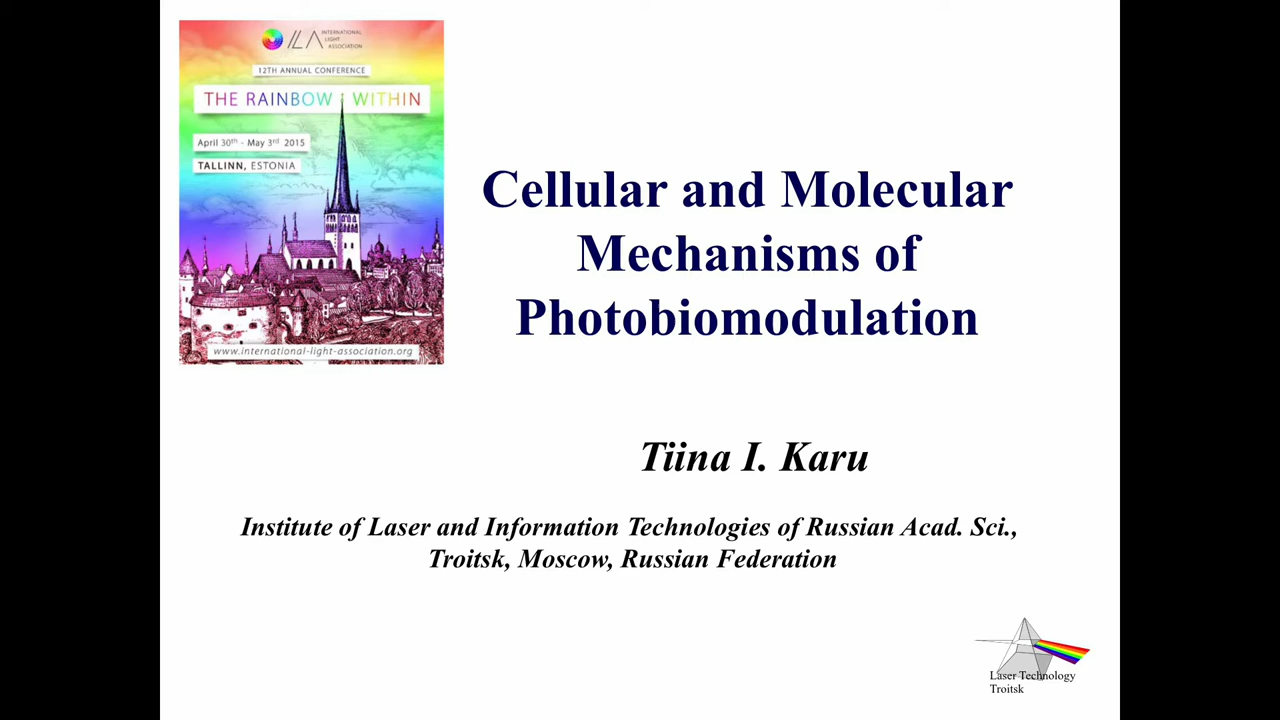 INTERNATIONAL
LIGHT
ASSOCIATION
ILA
12TH ANNUAL CONFERENCE
THE RAINBOW WITHIN
April 30th - May 3rd 2015
TALLINN, ESTONIA
www.international-light-association.org
Cellular and Molecular
Mechanisms of
Photobiomodulation
Tiina I. Karu
Institute of Laser and Information Technologies of Russian Acad. Sci.,
Troitsk, Moscow, Russian Federation
Laser Technology
Troitsk